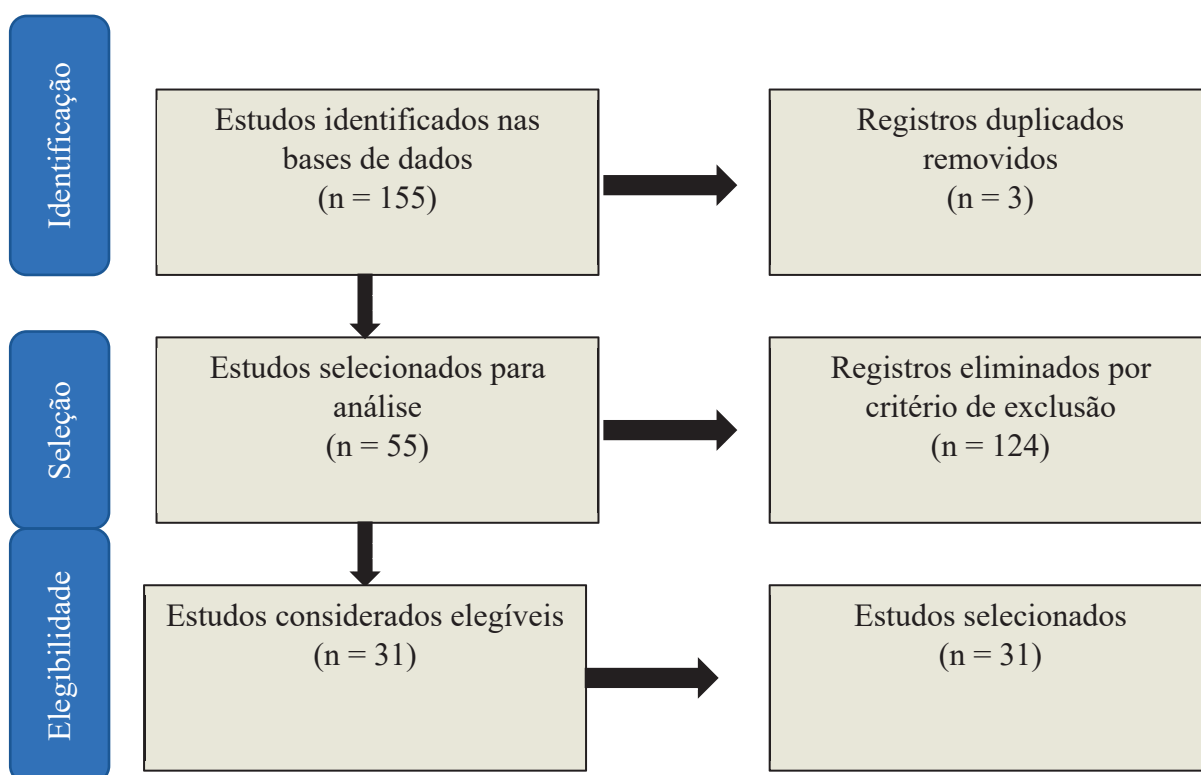 Identificação
Estudos identificados nas
bases de dados
(n = 155)
Registros duplicados
removidos
(n = 3)
Seleção
Estudos selecionados para
análise
(n = 55)
Registros eliminados por
critério de exclusão
(n = 124)
Elegibilidade
Estudos considerados elegíveis
(n = 31)
Estudos selecionados
(n = 31)